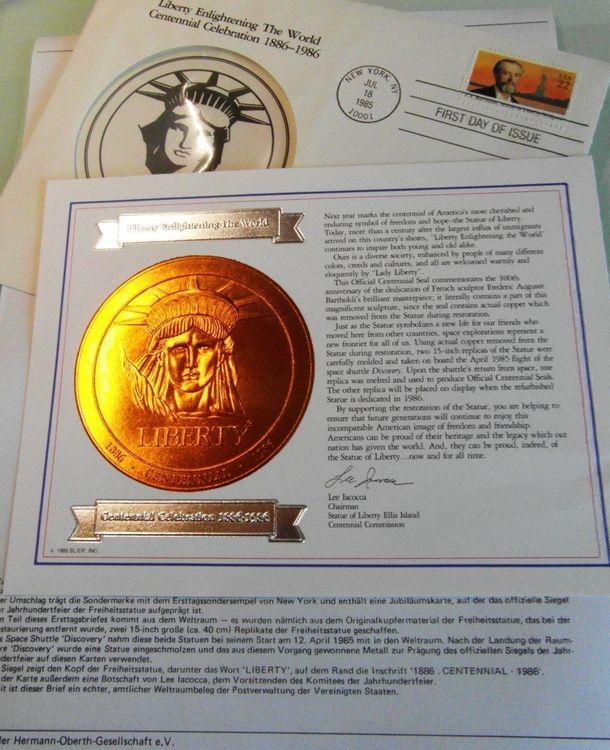 Liberty Enlightening The World
Centennial Celebration 1886-1986
NEW YORK, NY
JUL
18
1985
10001
FIRST DAY OF ISSUE
USA
22
Liberty Enlightening The World
LIBERTY
1886 · CENTENNIAL · 1986
Centennial Celebration 1886-1986
© 1985 SL/EIF, INC.
Next year marks the centennial of America's most cherished and
enduring symbol of freedom and hope—the Statue of Liberty.
Today, more than a century after the largest influx of immigrants
arrived on this country's shores, "Liberty Enlightening the World"
continues to inspire both young and old alike.
Ours is a diverse society, enhanced by people of many different
colors, creeds and cultures, and all are welcomed warmly and
eloquently by "Lady Liberty".
This Official Centennial Seal commemorates the 100th
anniversary of the dedication of French sculptor Frederic Auguste
Bartholdi's brilliant masterpiece; it literally contains a part of this
magnificent sculpture, since the seal contains actual copper which
was removed from the Statue during restoration.
Just as the Statue symbolizes a new life for our friends who
moved here from other countries, space explorations represent a
new frontier for all of us. Using actual copper removed from the
Statue during restoration, two 15-inch replicas of the Statue were
carefully molded and taken on board the April 1985 flight of the
space shuttle Discovery. Upon the shuttle's return from space, one
replica was melted and used to produce Official Centennial Seals.
The other replica will be placed on display when the refurbished
Statue is dedicated in 1986.
By supporting the restoration of the Statue, you are helping to
ensure that future generations will continue to enjoy this
incomparable American image of freedom and friendship.
Americans can be proud of their heritage and the legacy which our
nation has given the world. And, they can be proud, indeed, of
the Statue of Liberty...now and for all time.
Lee Iacocca
Lee Iacocca
Chairman
Statue of Liberty Ellis Island
Centennial Commission
er Umschlag trägt die Sondermarke mit dem Ersttagssondersempel von New York und enthält eine Jubiläumskarte, auf der das offizielle Siegel
r Jahrhundertfeier der Freiheitsstatue aufgeprägt ist.
n Teil dieses Ersttagsbriefes kommt aus dem Weltraum — es wurden nämlich aus dem Originalkupfermaterial der Freiheitsstatue, das bei der
staurierung entfernt wurde, zwei 15-inch große (ca. 40 cm) Replikate der Freiheitsstatue geschaffen.
s Space Shuttle 'Discovery' nahm diese beide Statuen bei seinem Start am 12. April 1985 mit in den Weltraum. Nach der Landung der Raum-
re 'Discovery' wurde eine Statue eingeschmolzen und das aus diesem Vorgang gewonnene Metall zur Prägung des offiziellen Siegels der Jahr-
ndertfeier auf diesen Karten verwendet.
Siegel zeigt den Kopf der Freiheitsstatue, darunter das Wort 'LIBERTY', auf dem Rand die Inschrift '1886 . CENTENNIAL · 1986'.
der Karte außerdem eine Botschaft von Lee Iacocca, dem Vorsitzenden des Komitees der Jahrhundertfeier.
it ist dieser Brief ein echter, amtlicher Weltraumbeleg der Postverwaltung der Vereinigten Staaten.
ler Hermann-Oberth-Gesellschaft e.V.